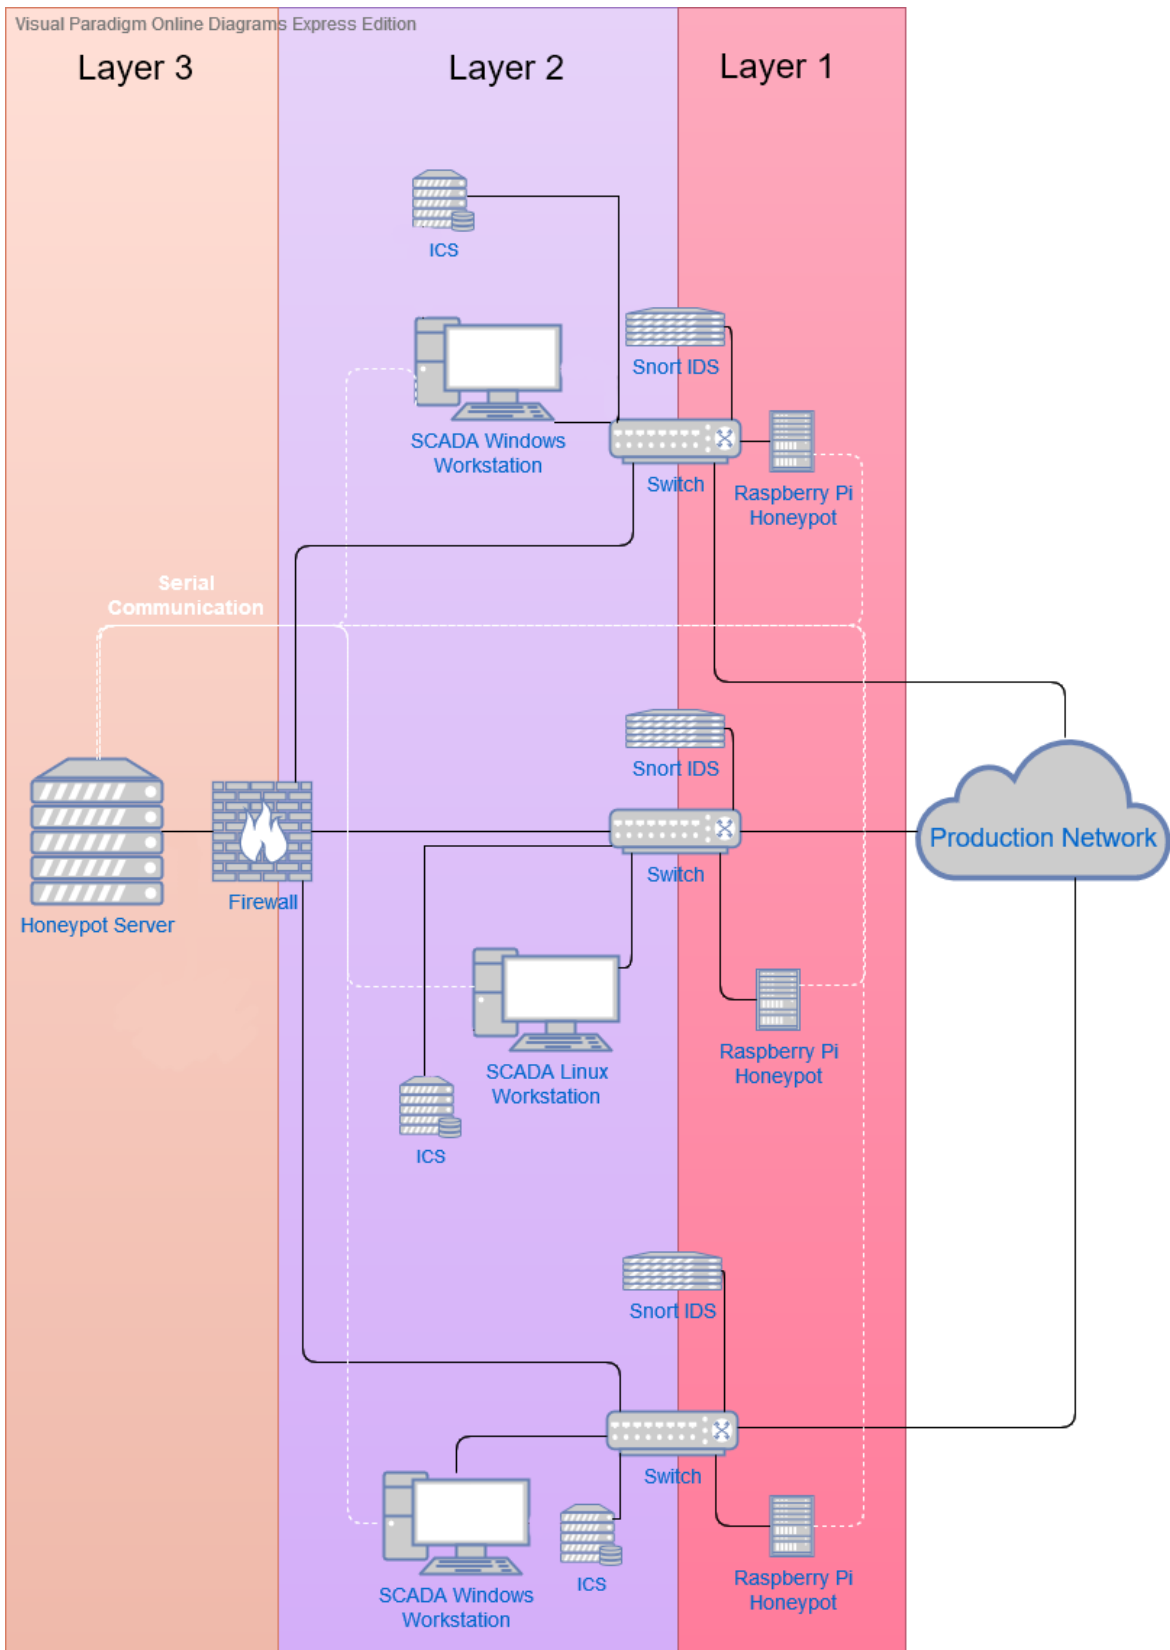 Visual Paradigm Online Diagrams Express Edition
Layer 3
Layer 2
Layer 1
ICS
SCADA Windows
Workstation
Snort IDS
Switch
Raspberry Pi
Honeypot
Serial
Communication
Snort IDS
Switch
Production Network
Honeypot Server
Firewall
SCADA Linux
Workstation
Raspberry Pi
Honeypot
ICS
Snort IDS
Switch
SCADA Windows
Workstation
ICS
Raspberry Pi
Honeypot